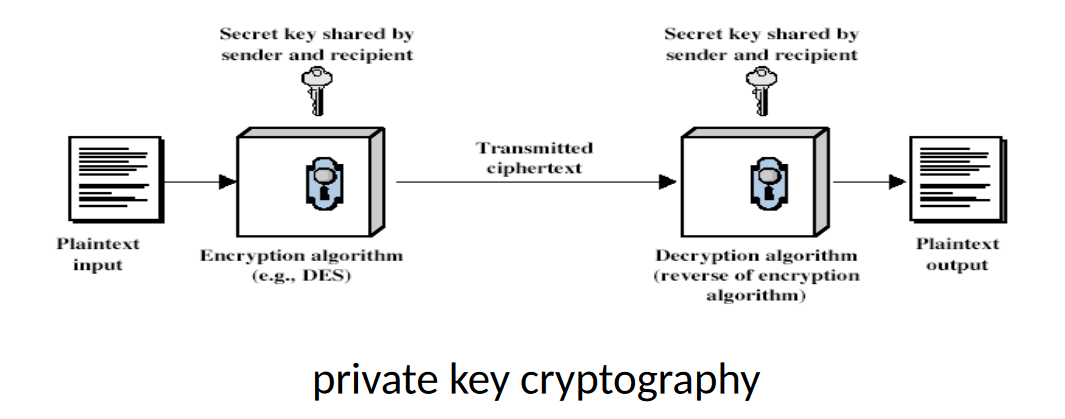 Secret key shared by
sender and recipient
Secret key shared by
sender and recipient
Transmitted
ciphertext
Plaintext
input
Encryption algorithm
(e.g., DES)
Decryption algorithm
(reverse of encryption
algorithm)
Plaintext
output
private key cryptography